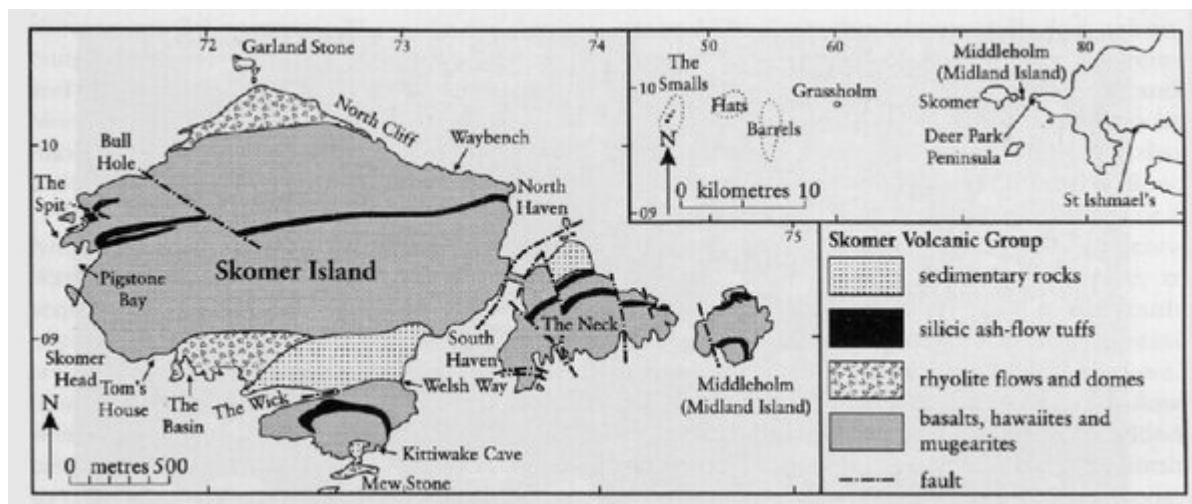 72
73
74
Garland Stone
North Cliff
Waybench
Bull
Hole
10
The
Spit
North
Haven
Pigstone
Bay
Skomer Island
09
Skomer
Head
Tom's
House
The
Basin
The Wick
South
Haven
The Neck
Welsh Way
Middleholm
(Midland Island)
Kittiwake Cave
Mew Stone
N
0 metres 500
50
60
80
The
Smalls
Flats
Barrels
Grassholm
Middleholm
(Midland Island)
Skomer
Deer Park
Peninsula
St Ishmael's
10
N
0 kilometres 10
09
75
Skomer Volcanic Group
sedimentary rocks
silicic ash-flow tuffs
rhyolite flows and domes
basalts, hawaiites and
mugearites
fault